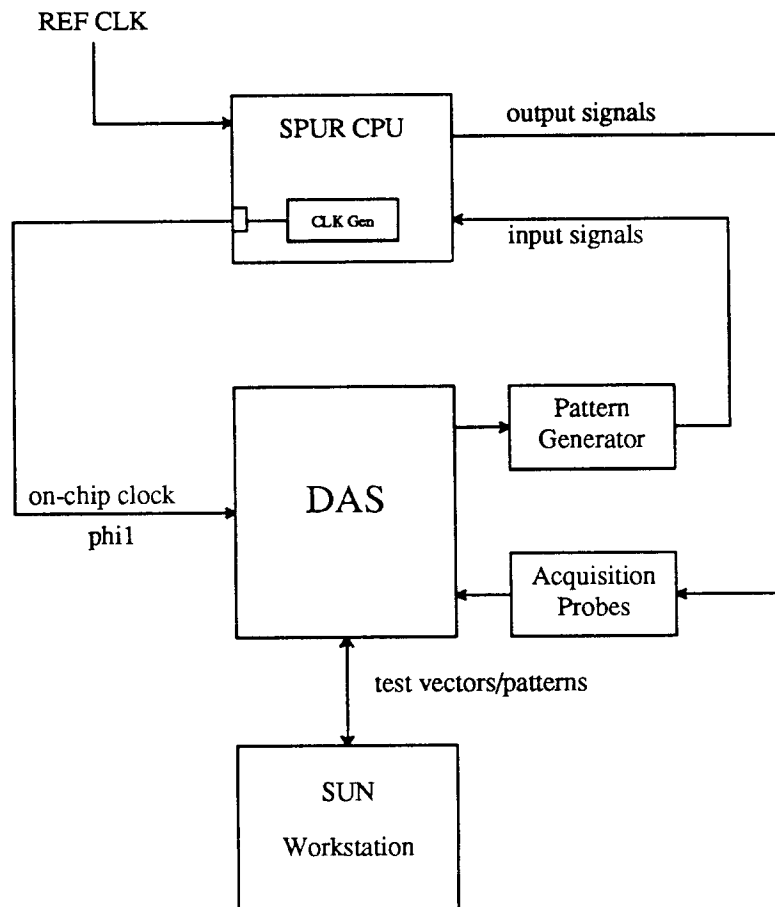 REF CLK
SPUR CPU
output signals
CLK Gen
input signals
Pattern
Generator
on-chip clock
phi1
DAS
Acquisition
Probes
test vectors/patterns
SUN
Workstation